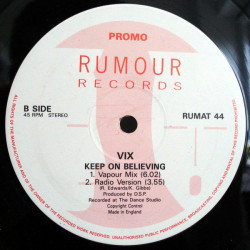 PROMO
RUMOUR
RECORDS
B SIDE
45 RPM STEREO
RUMAT 44
VIX
KEEP ON BELIEVING
1. Vapour Mix (6.02)
2. Radio Version (3.55)
(R. Edwards/K. Gibbs)
Produced by D.S.P.
Recorded at The Dance Studio
Copyright Control
Made in England